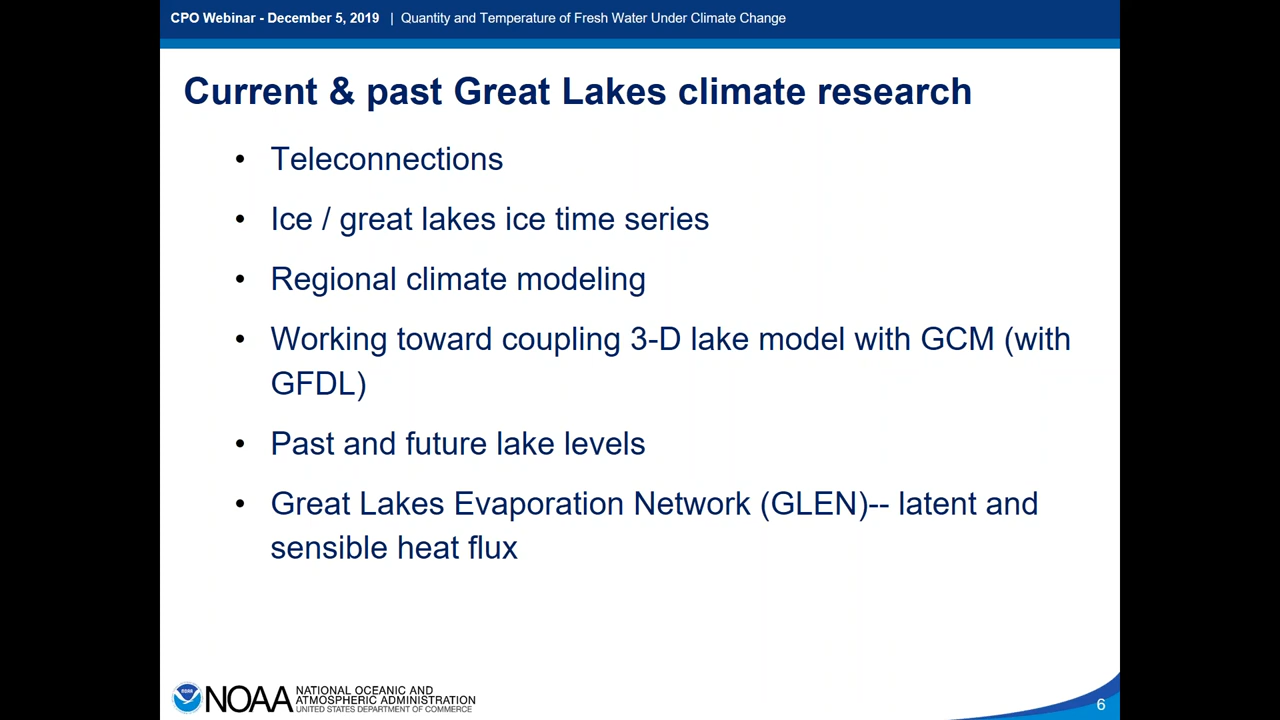 CPO Webinar - December 5, 2019 | Quantity and Temperature of Fresh Water Under Climate Change
Current & past Great Lakes climate research
• Teleconnections
• Ice / great lakes ice time series
• Regional climate modeling
• Working toward coupling 3-D lake model with GCM (with
GFDL)
• Past and future lake levels
• Great Lakes Evaporation Network (GLEN)-- latent and
sensible heat flux
NOAA
NATIONAL OCEANIC AND
ATMOSPHERIC ADMINISTRATION
UNITED STATES DEPARTMENT OF COMMERCE
6